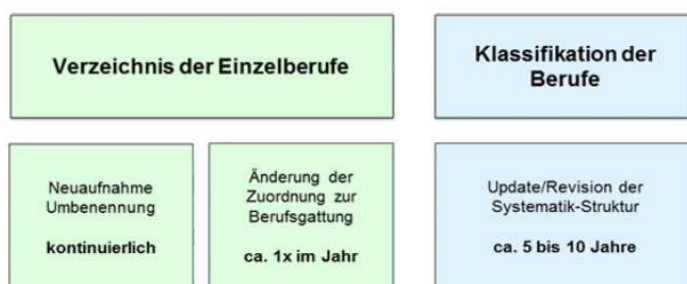 Verzeichnis der Einzelberufe
Klassifikation der
Berufe
Neuaufnahme
Umbenennung
kontinuierlich
Änderung der
Zuordnung zur
Berufsgattung
ca. 1x im Jahr
Update/Revision der
Systematik-Struktur
ca. 5 bis 10 Jahre